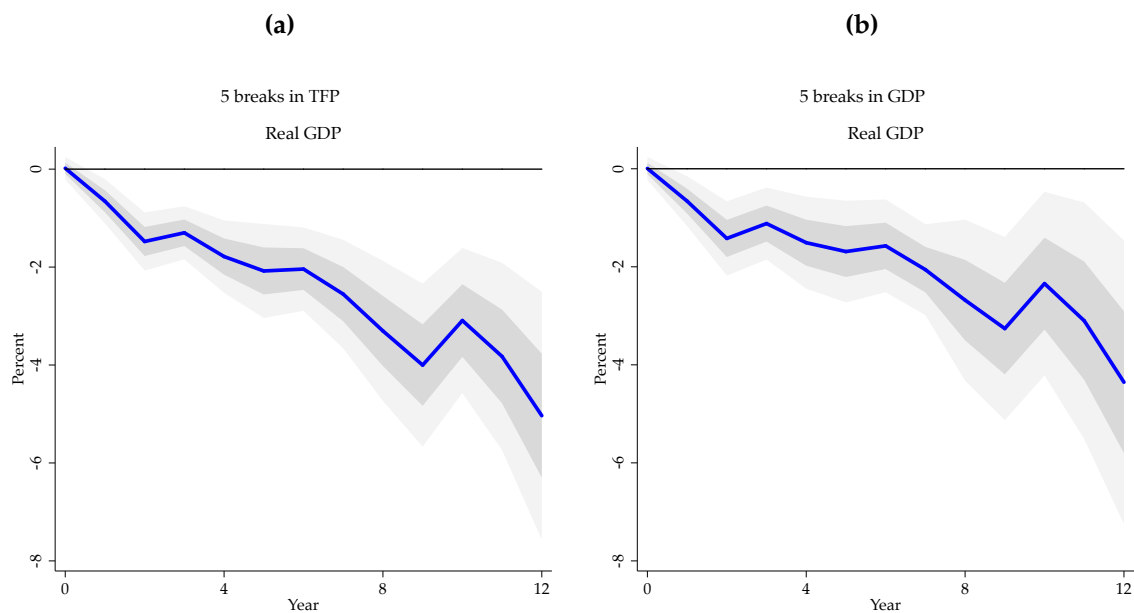 (a)
5 breaks in TFP
Real GDP
Percent
0
-2
-4
-6
-8
0 4 8 12
Year
(b)
5 breaks in GDP
Real GDP
Percent
0
-2
-4
-6
-8
0 4 8 12
Year